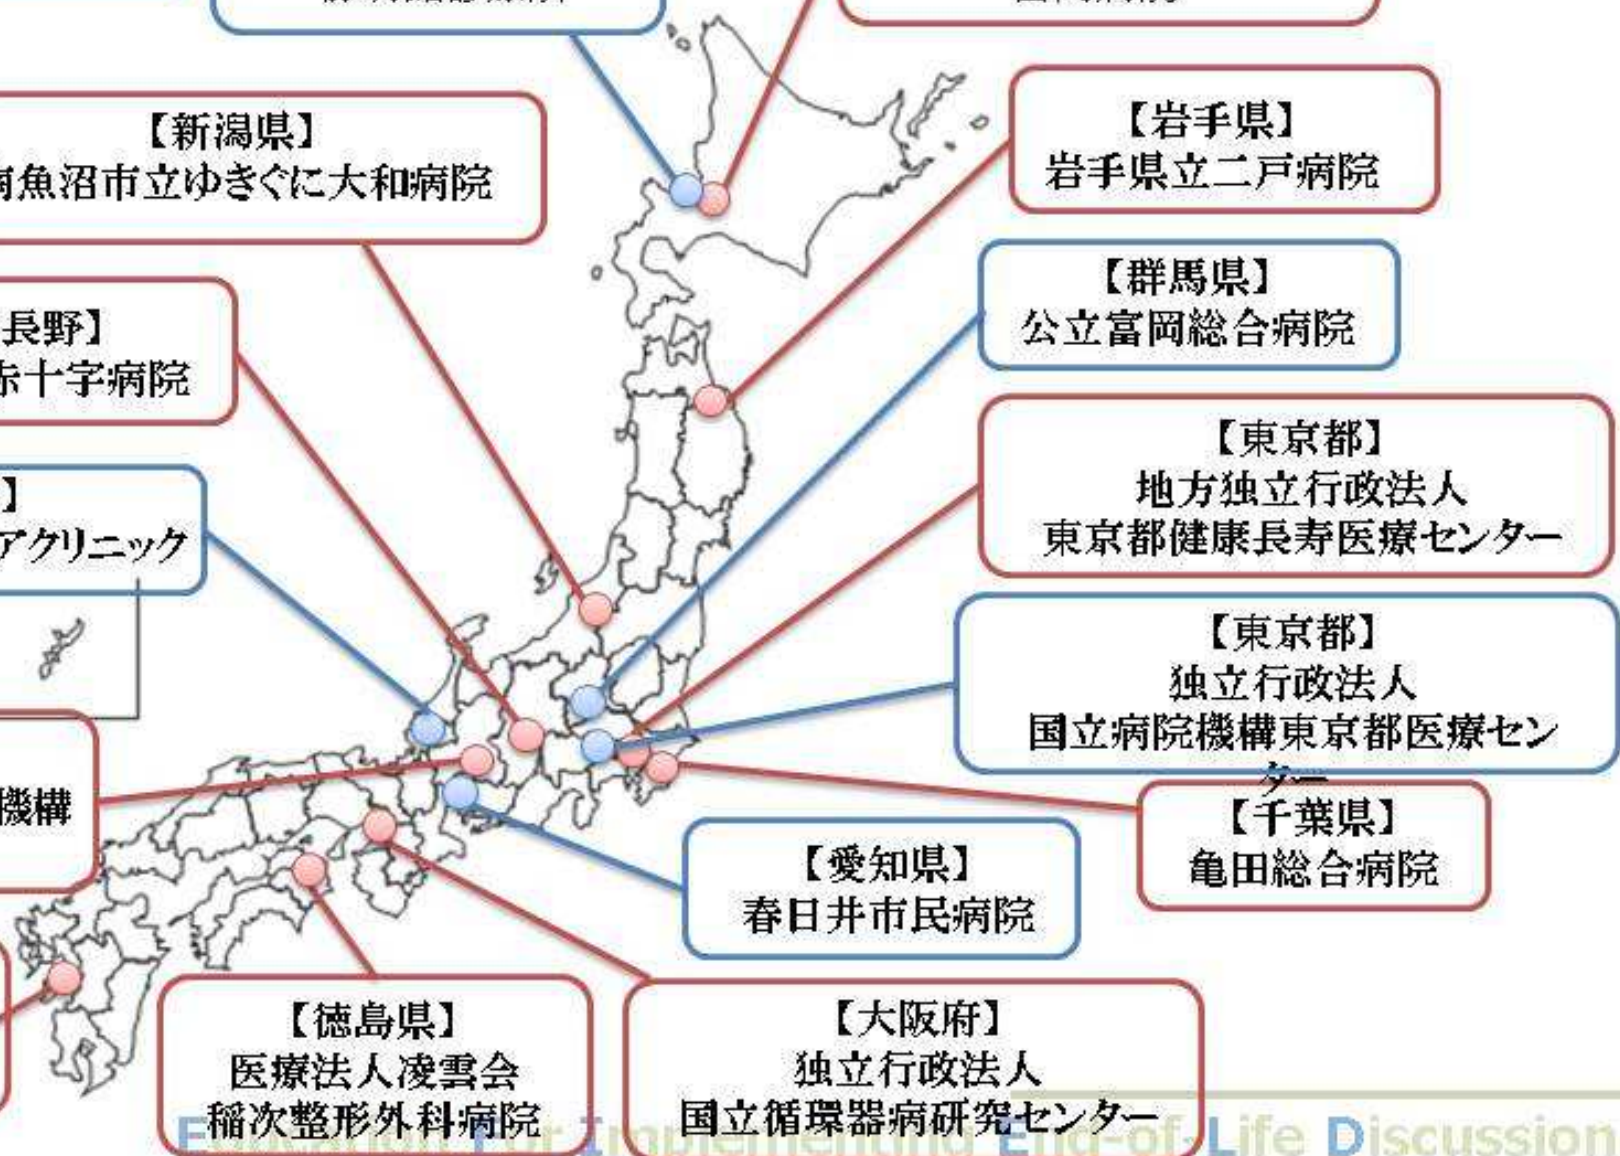 【新潟県】
南魚沼市立ゆきぐに大和病院
【岩手県】
岩手県立二戸病院
長野】
赤十字病院
【群馬県】
公立富岡総合病院
】
アクリニック
【東京都】
地方独立行政法人
東京都健康長寿医療センター
【東京都】
独立行政法人
国立病院機構東京都医療セン
ター
機構
【千葉県】
亀田総合病院
【愛知県】
春日井市民病院
【徳島県】
医療法人凌雲会
稲次整形外科病院
【大阪府】
独立行政法人
国立循環器病研究センター
Education For Implementing End-of-Life Discussion